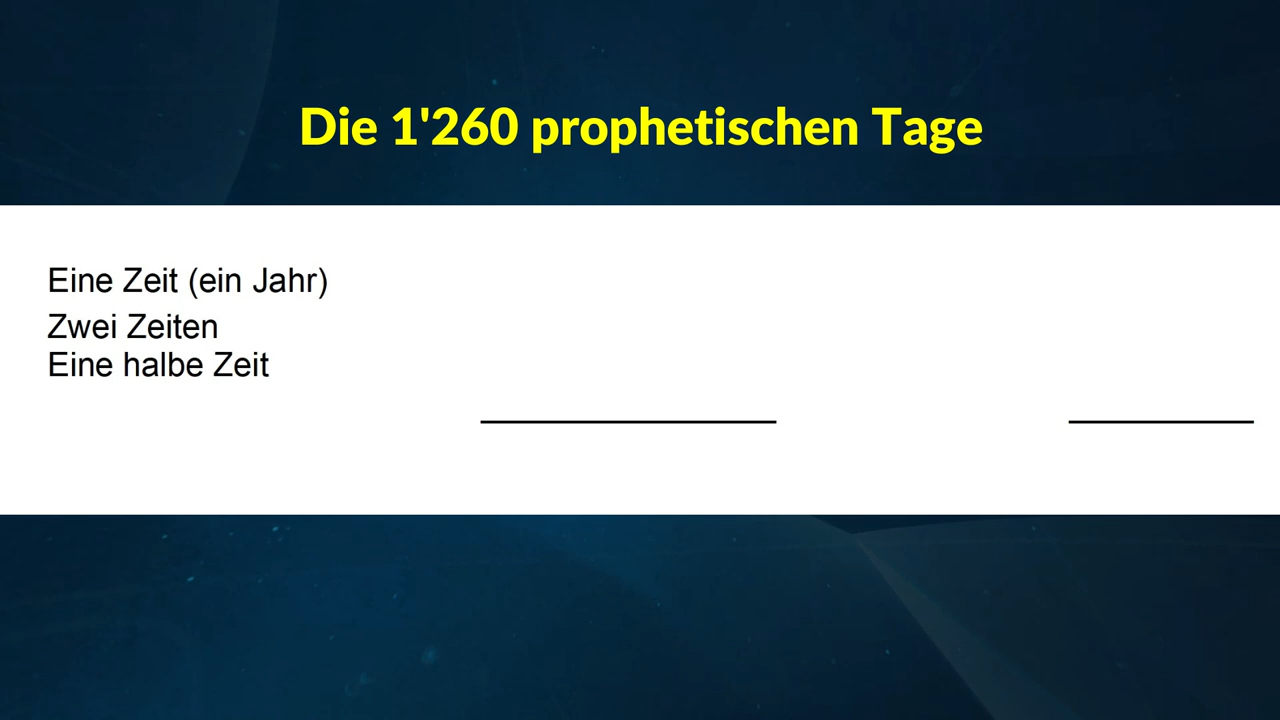 Die 1'260 prophetischen Tage
Eine Zeit (ein Jahr)
Zwei Zeiten
Eine halbe Zeit